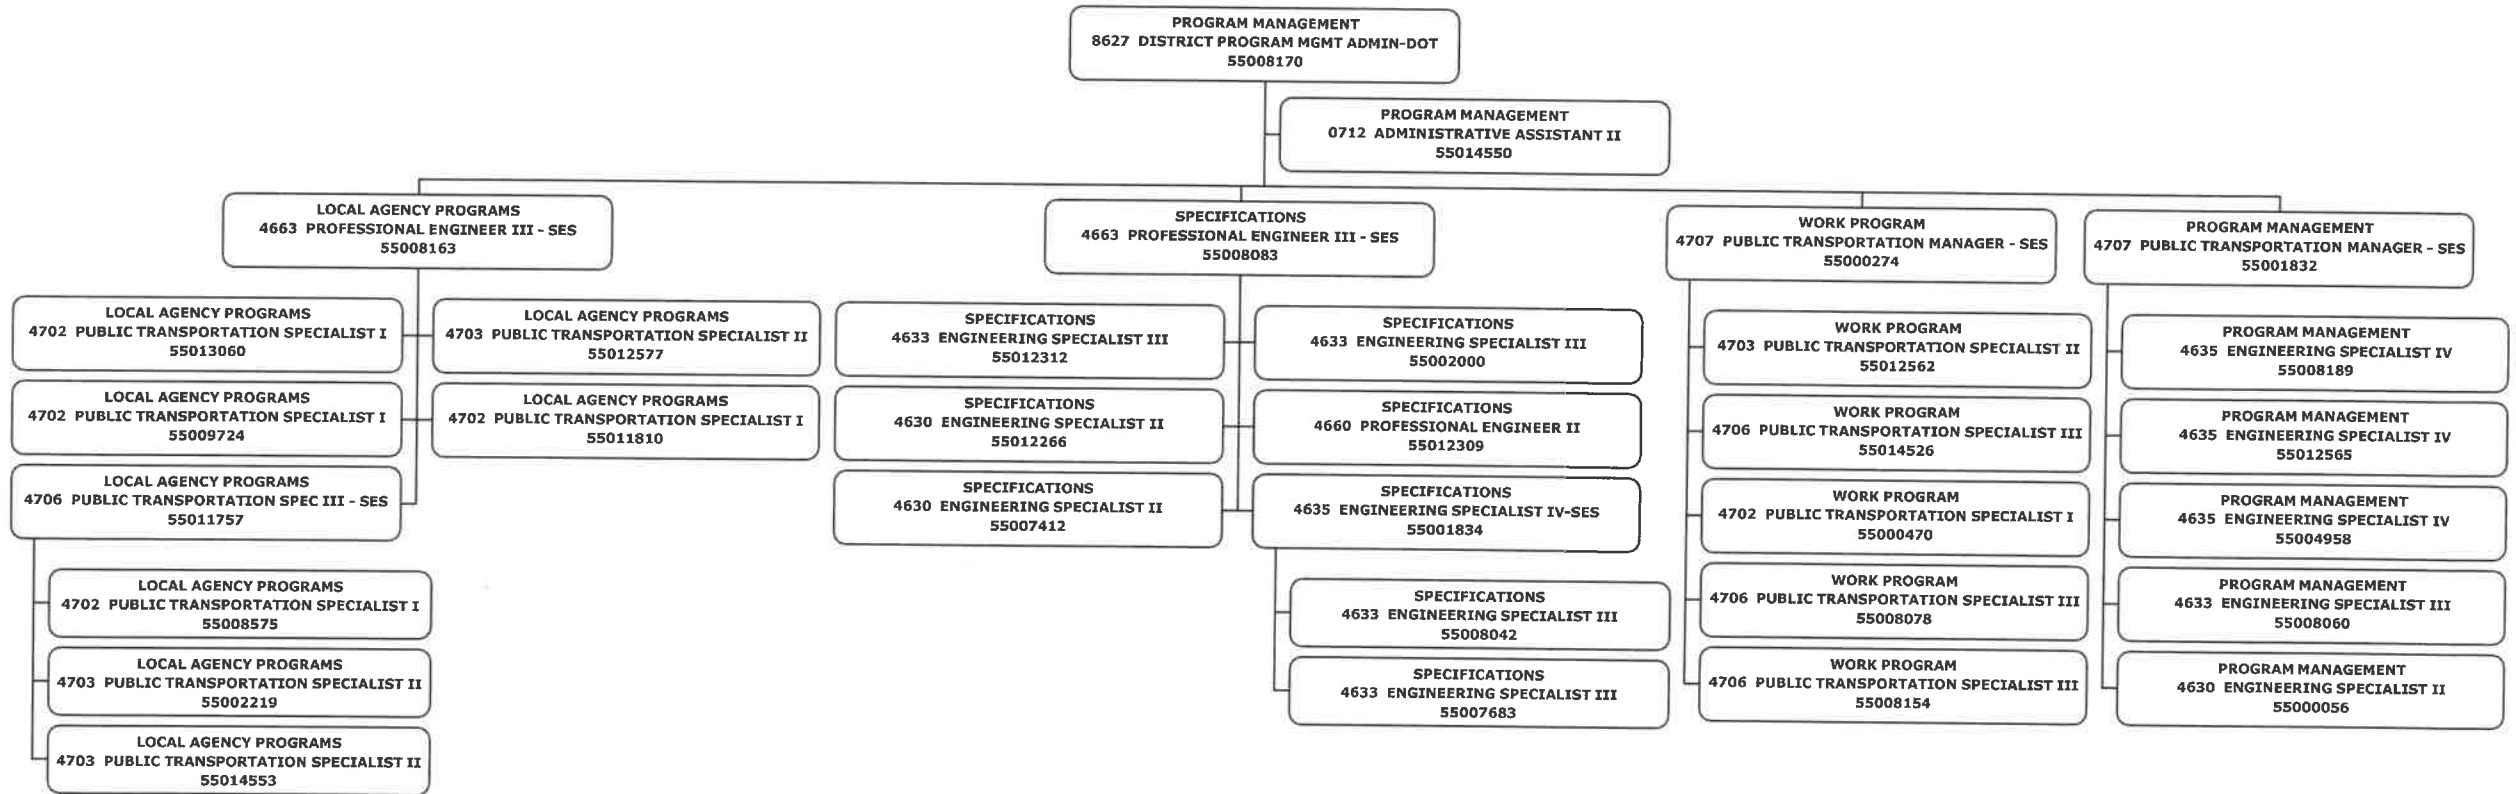 PROGRAM MANAGEMENT
8627 DISTRICT PROGRAM MGMT ADMIN-DOT
55008170
PROGRAM MANAGEMENT
0712 ADMINISTRATIVE ASSISTANT II
55014550
LOCAL AGENCY PROGRAMS
4663 PROFESSIONAL ENGINEER III - SES
55008163
LOCAL AGENCY PROGRAMS
4702 PUBLIC TRANSPORTATION SPECIALIST I
55013060
LOCAL AGENCY PROGRAMS
4703 PUBLIC TRANSPORTATION SPECIALIST II
55012577
LOCAL AGENCY PROGRAMS
4702 PUBLIC TRANSPORTATION SPECIALIST I
55009724
LOCAL AGENCY PROGRAMS
4702 PUBLIC TRANSPORTATION SPECIALIST I
55011810
LOCAL AGENCY PROGRAMS
4706 PUBLIC TRANSPORTATION SPEC III - SES
55011757
LOCAL AGENCY PROGRAMS
4702 PUBLIC TRANSPORTATION SPECIALIST I
55008575
LOCAL AGENCY PROGRAMS
4703 PUBLIC TRANSPORTATION SPECIALIST II
55002219
LOCAL AGENCY PROGRAMS
4703 PUBLIC TRANSPORTATION SPECIALIST II
55014553
SPECIFICATIONS
4663 PROFESSIONAL ENGINEER III - SES
55008083
SPECIFICATIONS
4633 ENGINEERING SPECIALIST III
55012312
SPECIFICATIONS
4633 ENGINEERING SPECIALIST III
55002000
SPECIFICATIONS
4630 ENGINEERING SPECIALIST II
55012266
SPECIFICATIONS
4660 PROFESSIONAL ENGINEER II
55012309
SPECIFICATIONS
4630 ENGINEERING SPECIALIST II
55007412
SPECIFICATIONS
4635 ENGINEERING SPECIALIST IV-SES
55001834
SPECIFICATIONS
4633 ENGINEERING SPECIALIST III
55008042
SPECIFICATIONS
4633 ENGINEERING SPECIALIST III
55007683
WORK PROGRAM
4707 PUBLIC TRANSPORTATION MANAGER - SES
55000274
WORK PROGRAM
4703 PUBLIC TRANSPORTATION SPECIALIST II
55012562
WORK PROGRAM
4706 PUBLIC TRANSPORTATION SPECIALIST III
55014526
WORK PROGRAM
4702 PUBLIC TRANSPORTATION SPECIALIST I
55000470
WORK PROGRAM
4706 PUBLIC TRANSPORTATION SPECIALIST III
55008078
WORK PROGRAM
4706 PUBLIC TRANSPORTATION SPECIALIST III
55008154
PROGRAM MANAGEMENT
4707 PUBLIC TRANSPORTATION MANAGER - SES
55001832
PROGRAM MANAGEMENT
4635 ENGINEERING SPECIALIST IV
55008189
PROGRAM MANAGEMENT
4635 ENGINEERING SPECIALIST IV
55012565
PROGRAM MANAGEMENT
4635 ENGINEERING SPECIALIST IV
55004958
PROGRAM MANAGEMENT
4633 ENGINEERING SPECIALIST III
55008060
PROGRAM MANAGEMENT
4630 ENGINEERING SPECIALIST II
55000056